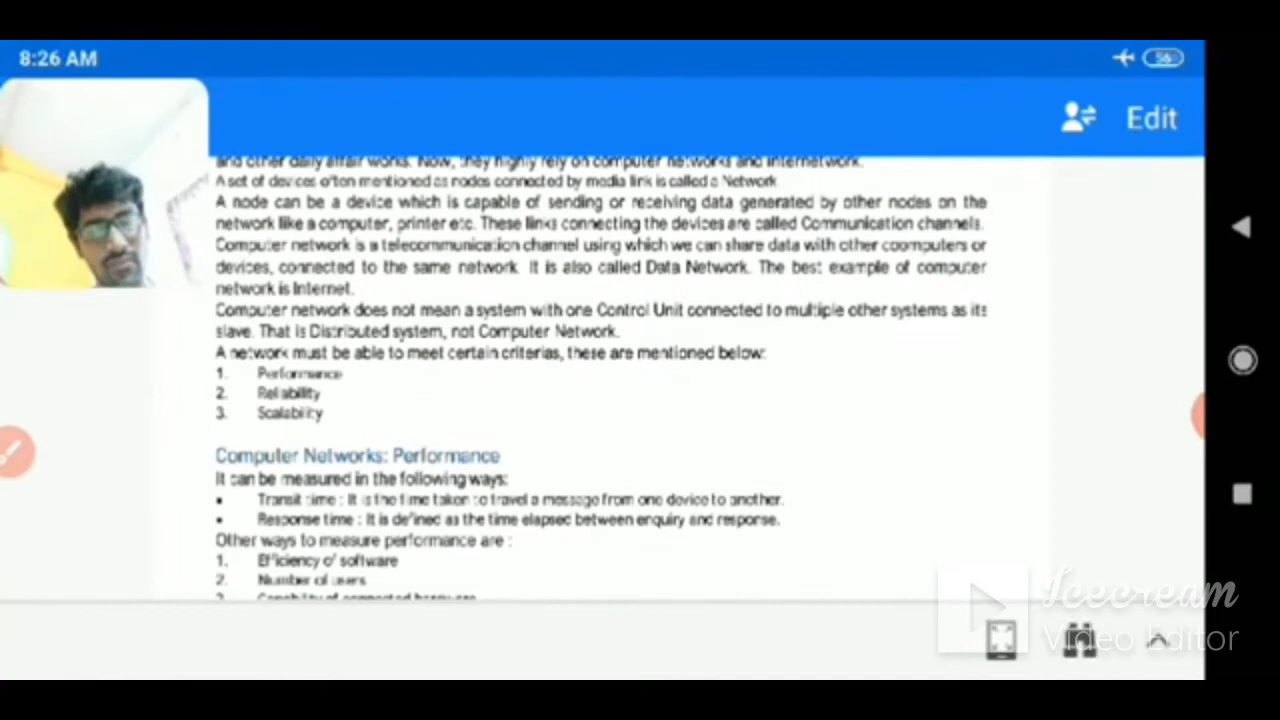 8:26 AM
56
Edit
and other daily affair works. Now, they highly rely on computer networks and Internetwork.
A set of devices often mentioned as nodes connected by media link is called a Network
A node can be a device which is capable of sending or receiving data generated by other nodes on the
network like a computer, printer etc. These links connecting the devices are called Communication channels.
Computer network is a telecommunication channel using which we can share data with other coomputers or
devices, connected to the same network. It is also called Data Network. The best example of computer
network is Internet.
Computer network does not mean a system with one Control Unit connected to multiple other systems as its
slave. That is Distributed system, not Computer Network.
A network must be able to meet certain criterias, these are mentioned below:
1. Performance
2. Reliability
3. Scalability
Computer Networks: Performance
It can be measured in the following ways:
• Transit time : It is the time taken to travel a message from one device to another.
• Response time : It is defined as the time elapsed between enquiry and response.
Other ways to measure performance are :
1. Efficiency of software
2. Number of users
3. Capability of connected hardware
Icecream
Video Editor